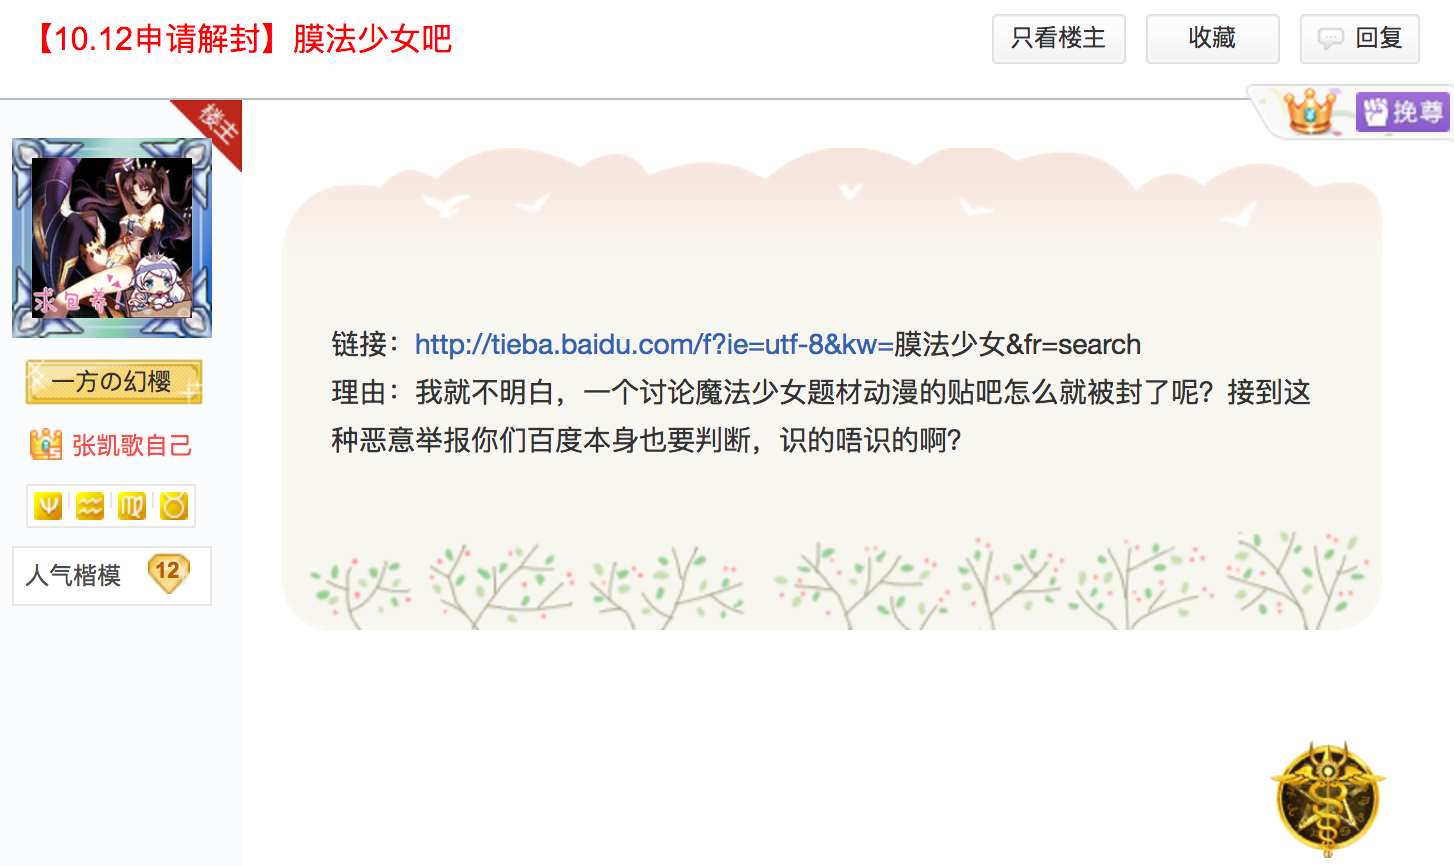 【10.12申请解封】膜法少女吧
只看楼主
收藏
回复
楼主
挽尊
求包养!
一方の幻樱
张凯歌自己
人气楷模 12
链接：http://tieba.baidu.com/f?ie=utf-8&kw=膜法少女&fr=search
理由：我就不明白，一个讨论魔法少女题材动漫的贴吧怎么就被封了呢？接到这
种恶意举报你们百度本身也要判断，识的唔识的啊?